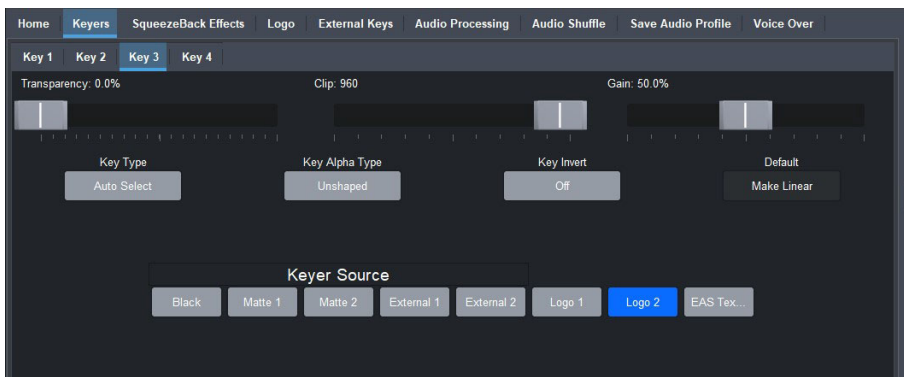 Home Keyers SqueezeBack Effects Logo External Keys Audio Processing Audio Shuffle Save Audio Profile Voice Over
Key 1 Key 2 Key 3 Key 4
Transparency: 0.0% Clip: 960 Gain: 50.0%
Key Type Key Alpha Type Key Invert Default
Auto Select Unshaped Off Make Linear
Keyer Source
Black Matte 1 Matte 2 External 1 External 2 Logo 1 Logo 2 EAS Tex...